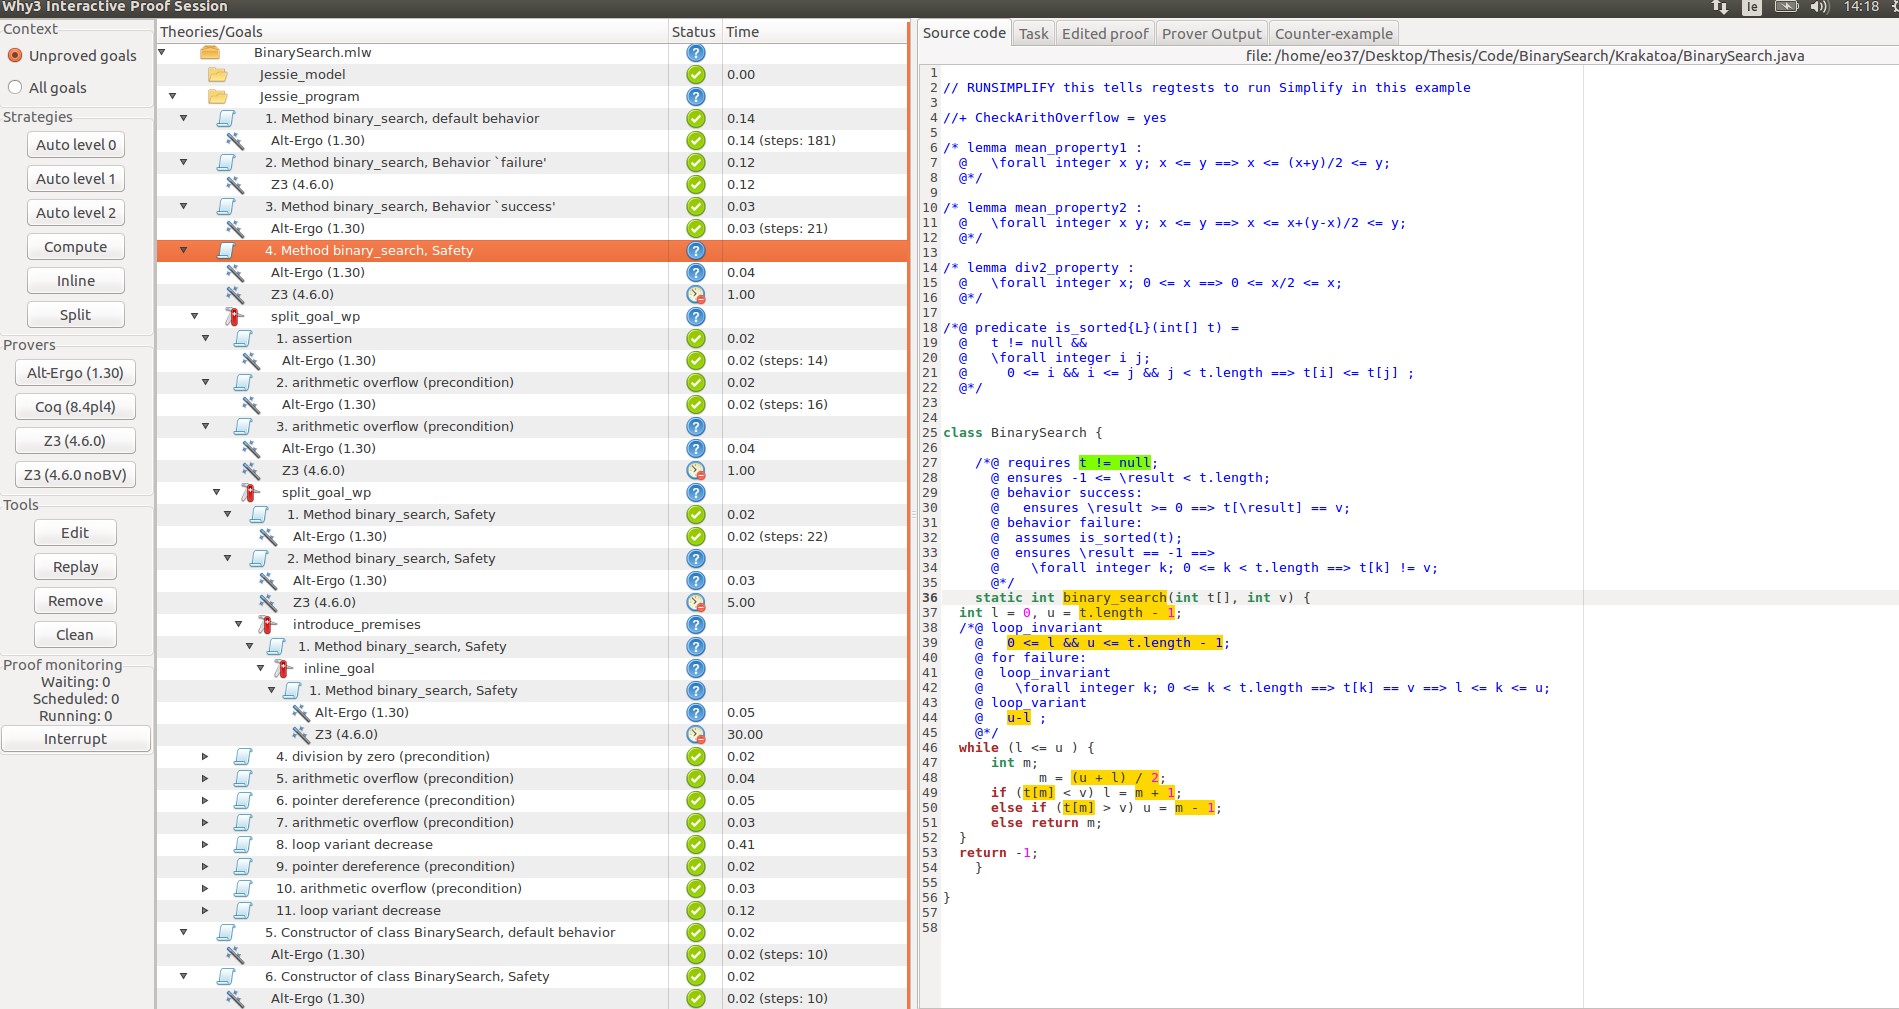 Why3 Interactive Proof Session
le
14:18
Context
Unproved goals
All goals
Strategies
Auto level 0
Auto level 1
Auto level 2
Compute
Inline
Split
Provers
Alt-Ergo (1.30)
Coq (8.4pl4)
Z3 (4.6.0)
Z3 (4.6.0 noBV)
Tools
Edit
Replay
Remove
Clean
Proof monitoring
Waiting: 0
Scheduled: 0
Running: 0
Interrupt
Theories/Goals Status Time
BinarySearch.mlw
Jessie_model 0.00
Jessie_program
1. Method binary_search, default behavior 0.14
Alt-Ergo (1.30) 0.14 (steps: 181)
2. Method binary_search, Behavior `failure' 0.12
Z3 (4.6.0) 0.12
3. Method binary_search, Behavior `success' 0.03
Alt-Ergo (1.30) 0.03 (steps: 21)
4. Method binary_search, Safety
Alt-Ergo (1.30) 0.04
Z3 (4.6.0) 1.00
split_goal_wp
1. assertion 0.02
Alt-Ergo (1.30) 0.02 (steps: 14)
2. arithmetic overflow (precondition) 0.02
Alt-Ergo (1.30) 0.02 (steps: 16)
3. arithmetic overflow (precondition)
Alt-Ergo (1.30) 0.04
Z3 (4.6.0) 1.00
split_goal_wp
1. Method binary_search, Safety 0.02
Alt-Ergo (1.30) 0.02 (steps: 22)
2. Method binary_search, Safety
Alt-Ergo (1.30) 0.03
Z3 (4.6.0) 5.00
introduce_premises
1. Method binary_search, Safety
inline_goal
1. Method binary_search, Safety
Alt-Ergo (1.30) 0.05
Z3 (4.6.0) 30.00
4. division by zero (precondition) 0.02
5. arithmetic overflow (precondition) 0.04
6. pointer dereference (precondition) 0.05
7. arithmetic overflow (precondition) 0.03
8. loop variant decrease 0.41
9. pointer dereference (precondition) 0.02
10. arithmetic overflow (precondition) 0.03
11. loop variant decrease 0.12
5. Constructor of class BinarySearch, default behavior 0.02
Alt-Ergo (1.30) 0.02 (steps: 10)
6. Constructor of class BinarySearch, Safety 0.02
Alt-Ergo (1.30) 0.02 (steps: 10)
Source code Task Edited proof Prover Output Counter-example
file: /home/eo37/Desktop/Thesis/Code/BinarySearch/Krakatoa/BinarySearch.java
1
2 // RUNSIMPLIFY this tells regtests to run Simplify in this example
3
4 //+ CheckArithOverflow = yes
5
6 /* lemma mean_property1 :
7 @ \forall integer x y; x <= y ==> x <= (x+y)/2 <= y;
8 @*/
9
10 /* lemma mean_property2 :
11 @ \forall integer x y; x <= y ==> x <= x+(y-x)/2 <= y;
12 @*/
13
14 /* lemma div2_property :
15 @ \forall integer x; 0 <= x ==> 0 <= x/2 <= x;
16 @*/
17
18 /*@ predicate is_sorted{L}(int[] t) =
19 @ t != null &&
20 @ \forall integer i j;
21 @ 0 <= i && i <= j && j < t.length ==> t[i] <= t[j] ;
22 @*/
23
24
25 class BinarySearch {
26
27 /*@ requires t != null;
28 @ ensures -1 <= \result < t.length;
29 @ behavior success:
30 @ ensures \result >= 0 ==> t[\result] == v;
31 @ behavior failure:
32 @ assumes is_sorted(t);
33 @ ensures \result == -1 ==>
34 @ \forall integer k; 0 <= k < t.length ==> t[k] != v;
35 @*/
36 static int binary_search(int t[], int v) {
37 int l = 0, u = t.length - 1;
38 /*@ loop_invariant
39 @ 0 <= l && u <= t.length - 1;
40 @ for failure:
41 @ loop_invariant
42 @ \forall integer k; 0 <= k < t.length ==> t[k] == v ==> l <= k <= u;
43 @ loop_variant
44 @ u-l ;
45 @*/
46 while (l <= u ) {
47 int m;
48 m = (u + l) / 2;
49 if (t[m] < v) l = m + 1;
50 else if (t[m] > v) u = m - 1;
51 else return m;
52 }
53 return -1;
54 }
55
56 }
57
58